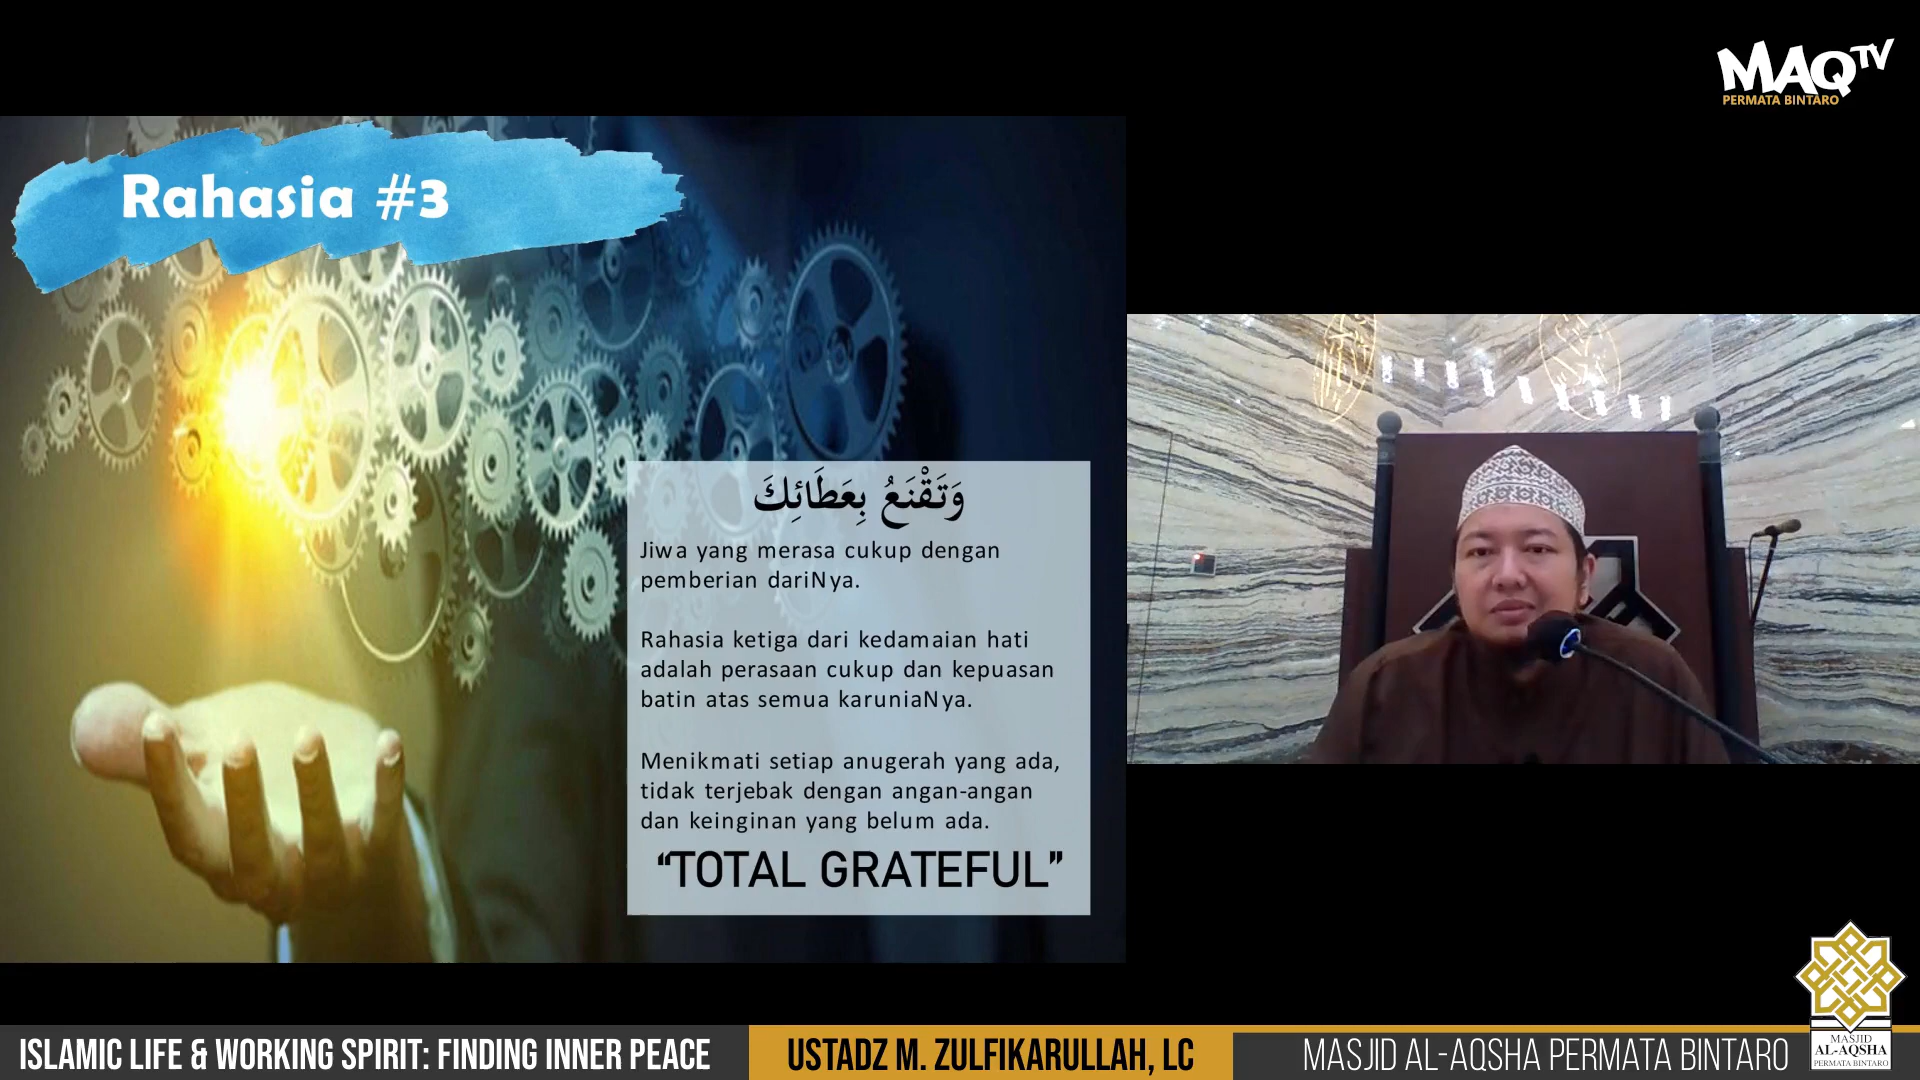 MAQTV
PERMATA BINTARO
Rahasia #3
وَتَقْنَعُ بِعَطَائِكَ
Jiwa yang merasa cukup dengan
pemberian dariNya.
Rahasia ketiga dari kedamaian hati
adalah perasaan cukup dan kepuasan
batin atas semua karuniaNya.
Menikmati setiap anugerah yang ada,
tidak terjebak dengan angan-angan
dan keinginan yang belum ada.
“TOTAL GRATEFUL”
ISLAMIC LIFE & WORKING SPIRIT: FINDING INNER PEACE
USTADZ M. ZULFIKARULLAH, LC
MASJID AL-AQSHA PERMATA BINTARO
MASJID
AL-AQSHA
PERMATA BINTARO